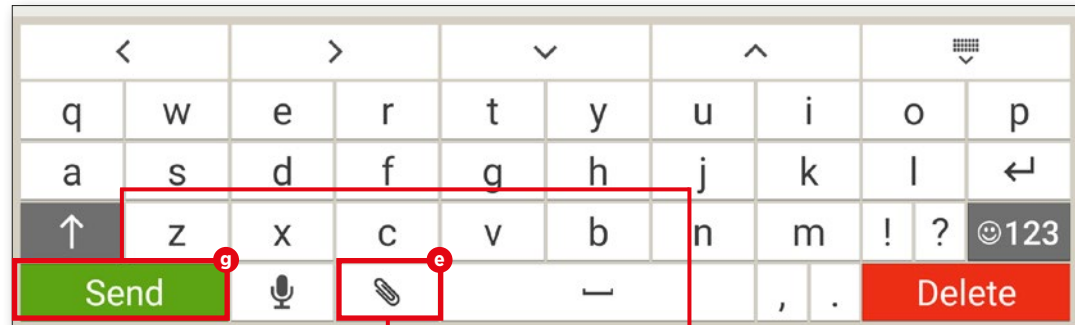 q w e r t y u i o p
a s d f g h j k l
z x c v b n m ! ? ☺123
g e
Send , . Delete